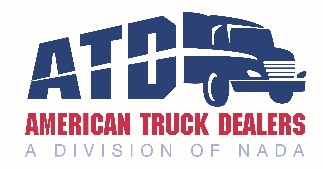 ATD
AMERICAN TRUCK DEALERS
A DIVISION OF NADA